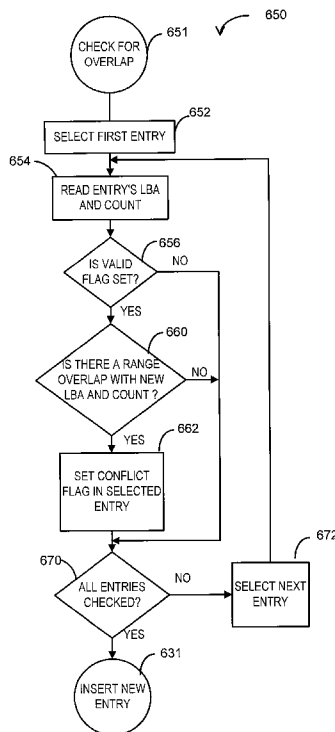 650
651
CHECK FOR
OVERLAP
652
SELECT FIRST ENTRY
654
READ ENTRY'S LBA
AND COUNT
656
IS VALID
FLAG SET?
NO
YES
660
IS THERE A RANGE
OVERLAP WITH NEW
LBA AND COUNT ?
NO
YES
662
SET CONFLICT
FLAG IN SELECTED
ENTRY
670
ALL ENTRIES
CHECKED?
NO
672
SELECT NEXT
ENTRY
YES
631
INSERT NEW
ENTRY